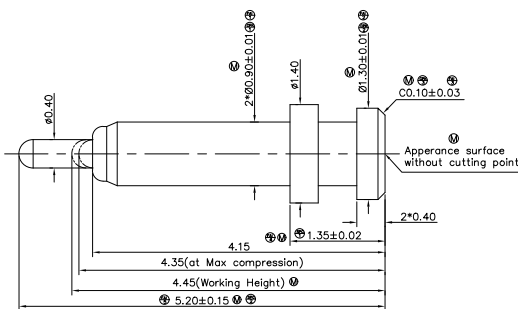 2*Ø0.90±0.01
Ø1.30±0.01
Ø0.40
Ø1.40
C0.10±0.03
Apperance surface
without cutting point
2*0.40
1.35±0.02
4.15
4.35(at Max compression)
4.45(Working Height) Ⓜ
5.20±0.15 Ⓜ